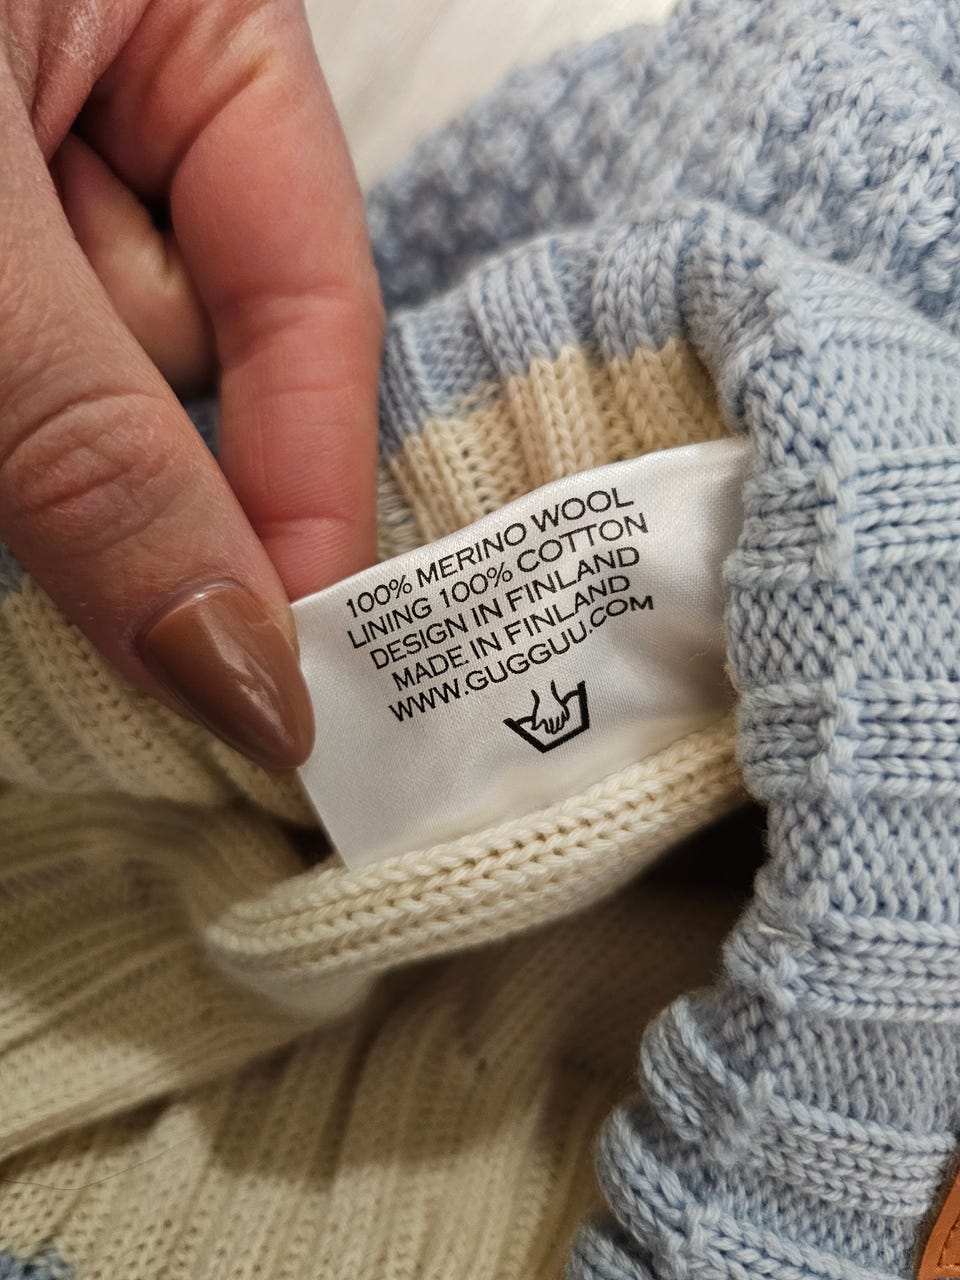 100% MERINO WOOL
LINING 100% COTTON
DESIGN IN FINLAND
MADE IN FINLAND
WWW.GUGGUU.COM